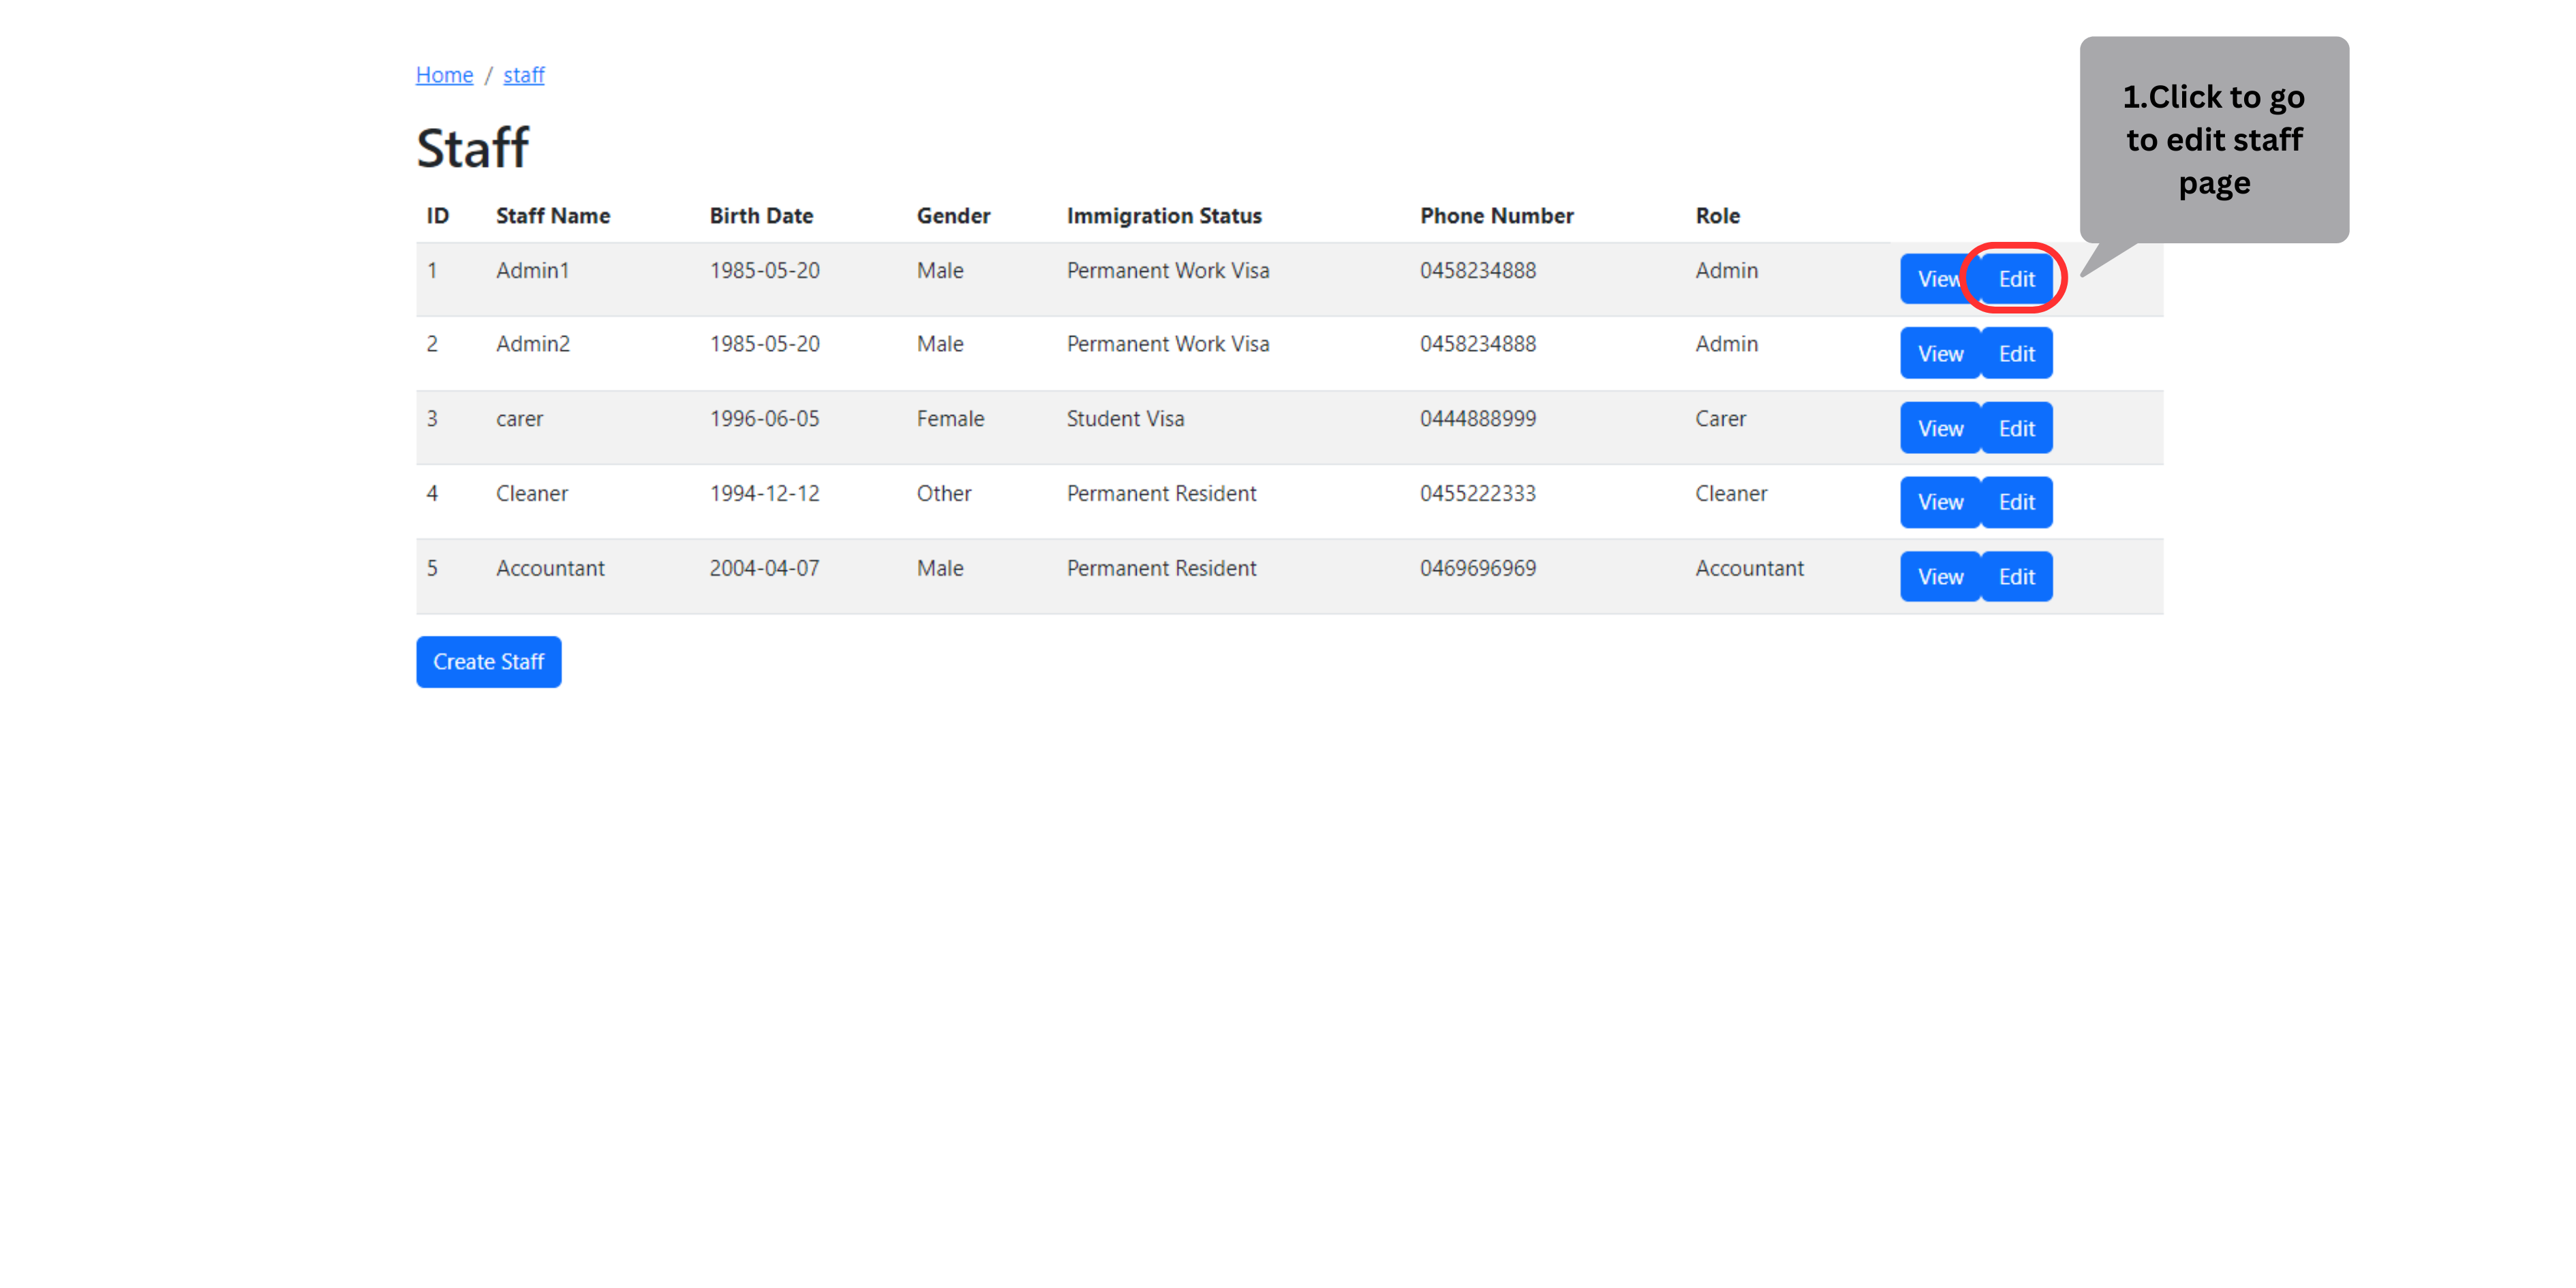 Home / staff
1.Click to go
to edit staff
page
Staff
ID Staff Name Birth Date Gender Immigration Status Phone Number Role
1 Admin1 1985-05-20 Male Permanent Work Visa 0458234888 Admin View Edit
2 Admin2 1985-05-20 Male Permanent Work Visa 0458234888 Admin View Edit
3 carer 1996-06-05 Female Student Visa 0444888999 Carer View Edit
4 Cleaner 1994-12-12 Other Permanent Resident 0455222333 Cleaner View Edit
5 Accountant 2004-04-07 Male Permanent Resident 0469696969 Accountant View Edit
Create Staff